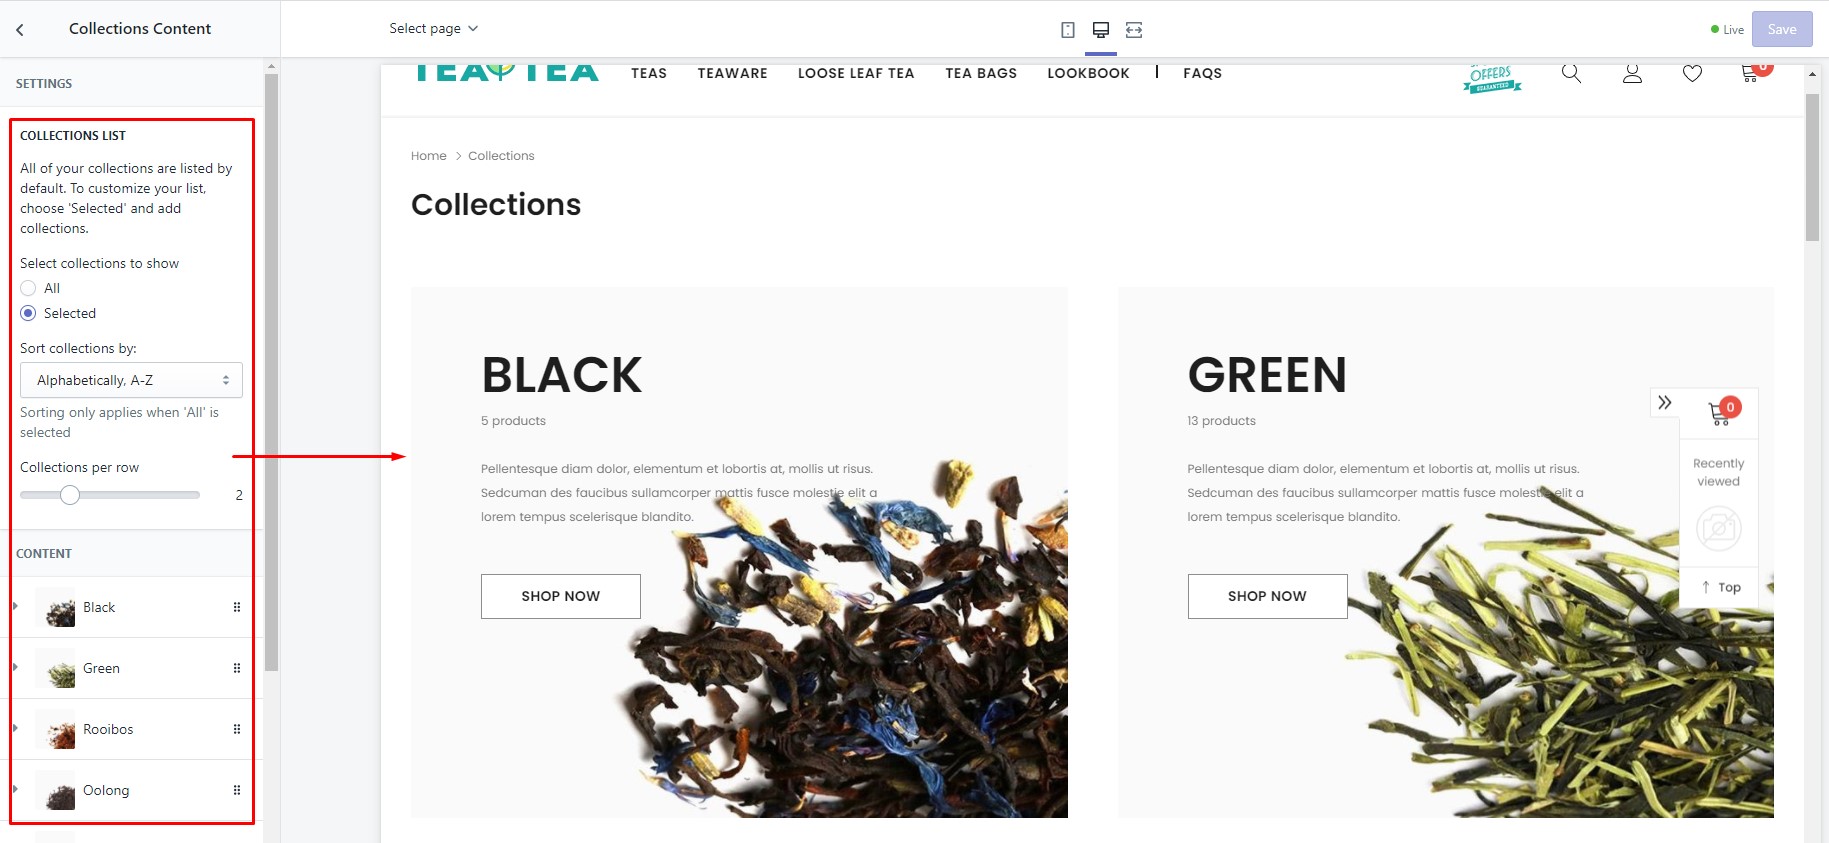 Collections Content
Select page
Live
Save
SETTINGS
COLLECTIONS LIST
All of your collections are listed by
default. To customize your list,
choose 'Selected' and add
collections.
Select collections to show
All
Selected
Sort collections by:
Alphabetically, A-Z
Sorting only applies when 'All' is
selected
Collections per row
2
CONTENT
Black
Green
Rooibos
Oolong
TEA TEA
TEAS TEAWARE LOOSE LEAF TEA TEA BAGS LOOKBOOK | FAQS
OFFERS
GUARANTEED
0
Home > Collections
Collections
BLACK
5 products
Pellentesque diam dolor, elementum et lobortis at, mollis ut risus.
Sedcuman des faucibus sullamcorper mattis fusce molestie elit a
lorem tempus scelerisque blandito.
SHOP NOW
GREEN
13 products
Pellentesque diam dolor, elementum et lobortis at, mollis ut risus.
Sedcuman des faucibus sullamcorper mattis fusce molestie elit a
lorem tempus scelerisque blandito.
SHOP NOW
0
Recently
viewed
↑ Top